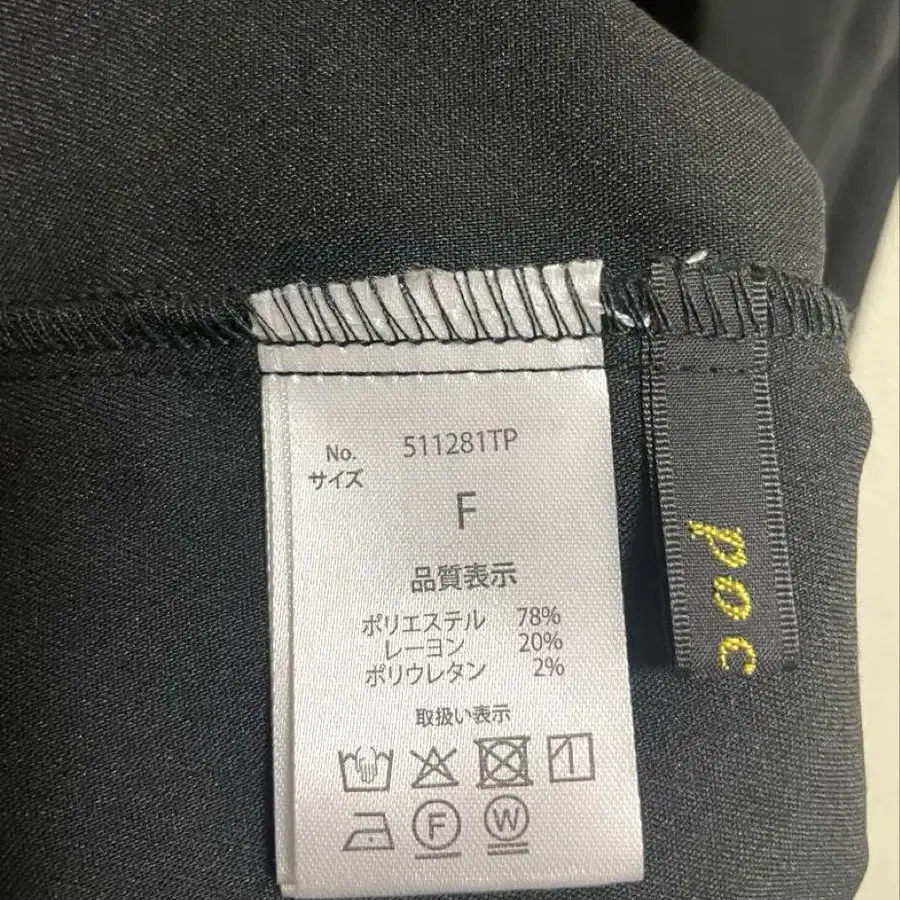 No. 511281TP
サイズ
F
品質表示
ポリエステル 78%
レーヨン 20%
ポリウレタン 2%
取扱い表示
F W
poc